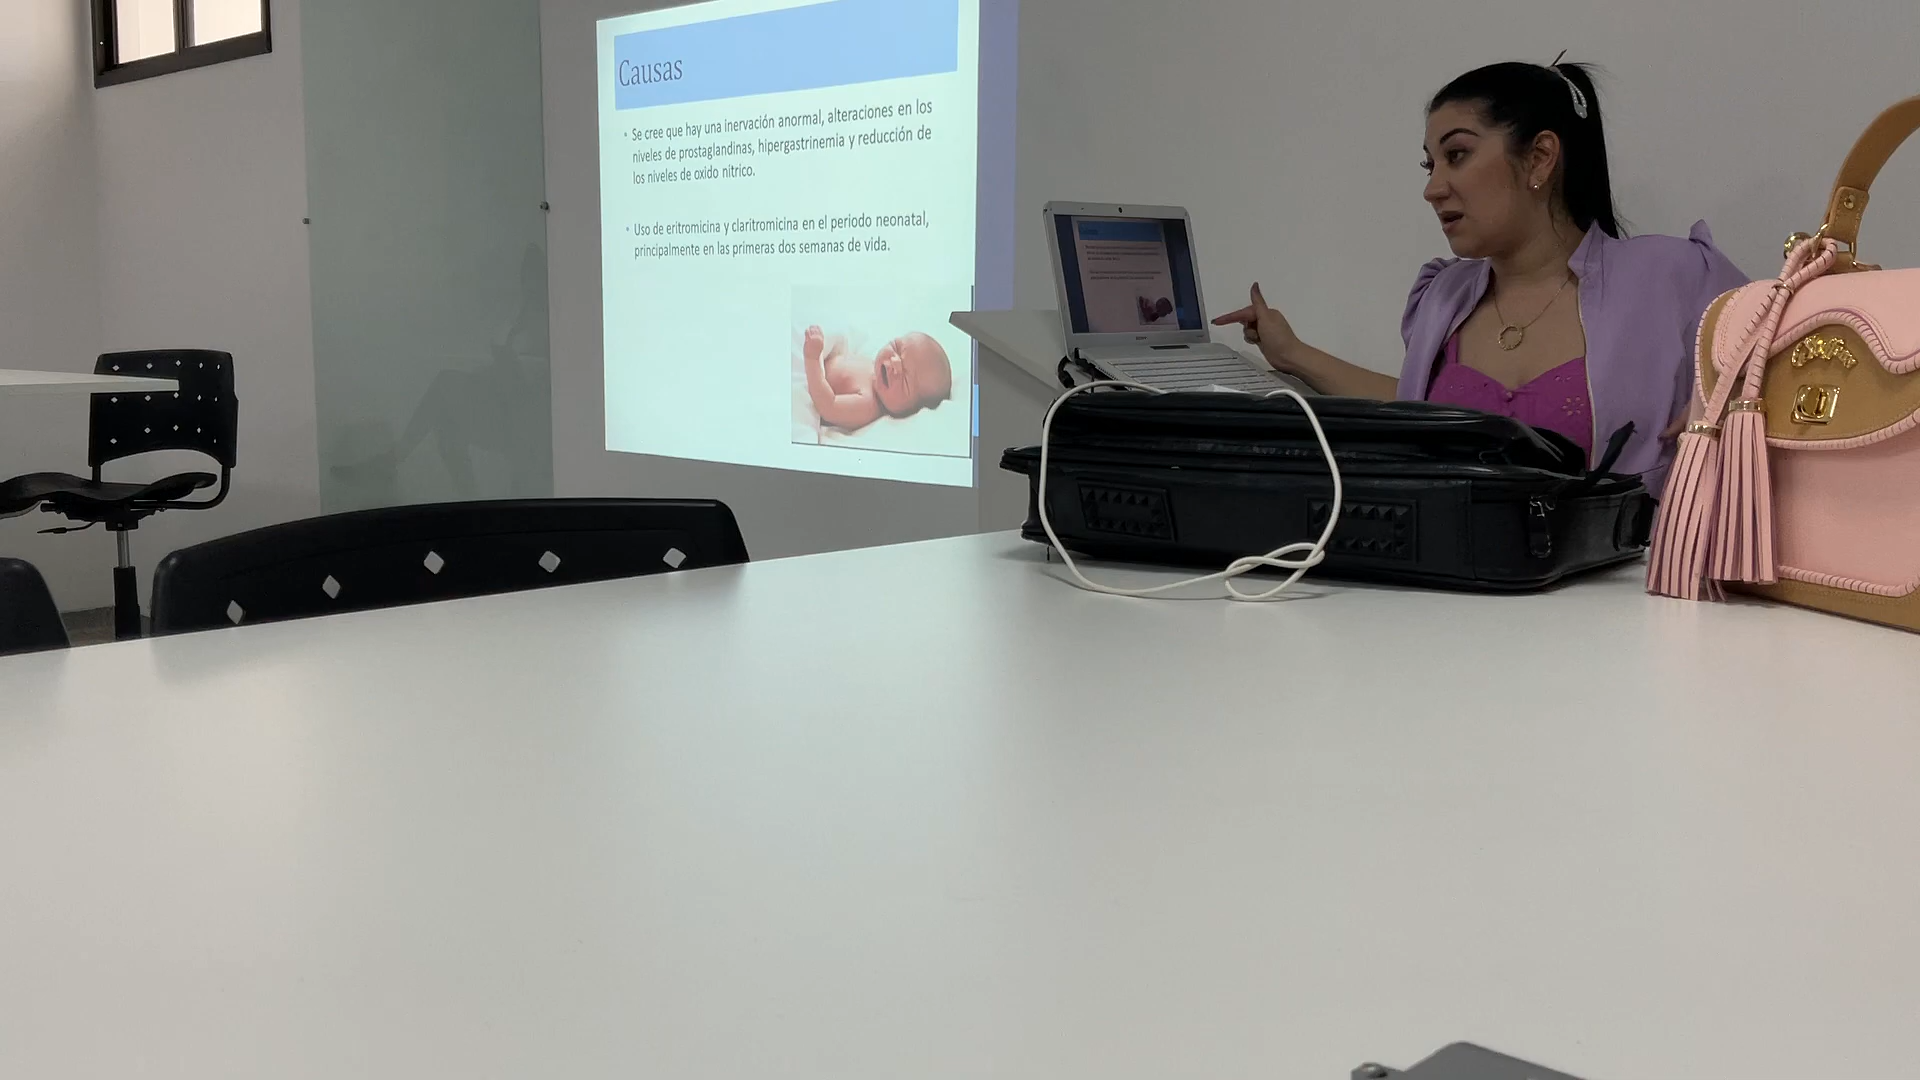 Causas
• Se cree que hay una inervación anormal, alteraciones en los
niveles de prostaglandinas, hipergastrinemia y reducción de
los niveles de oxido nítrico.
• Uso de eritromicina y claritromicina en el periodo neonatal,
principalmente en las primeras dos semanas de vida.